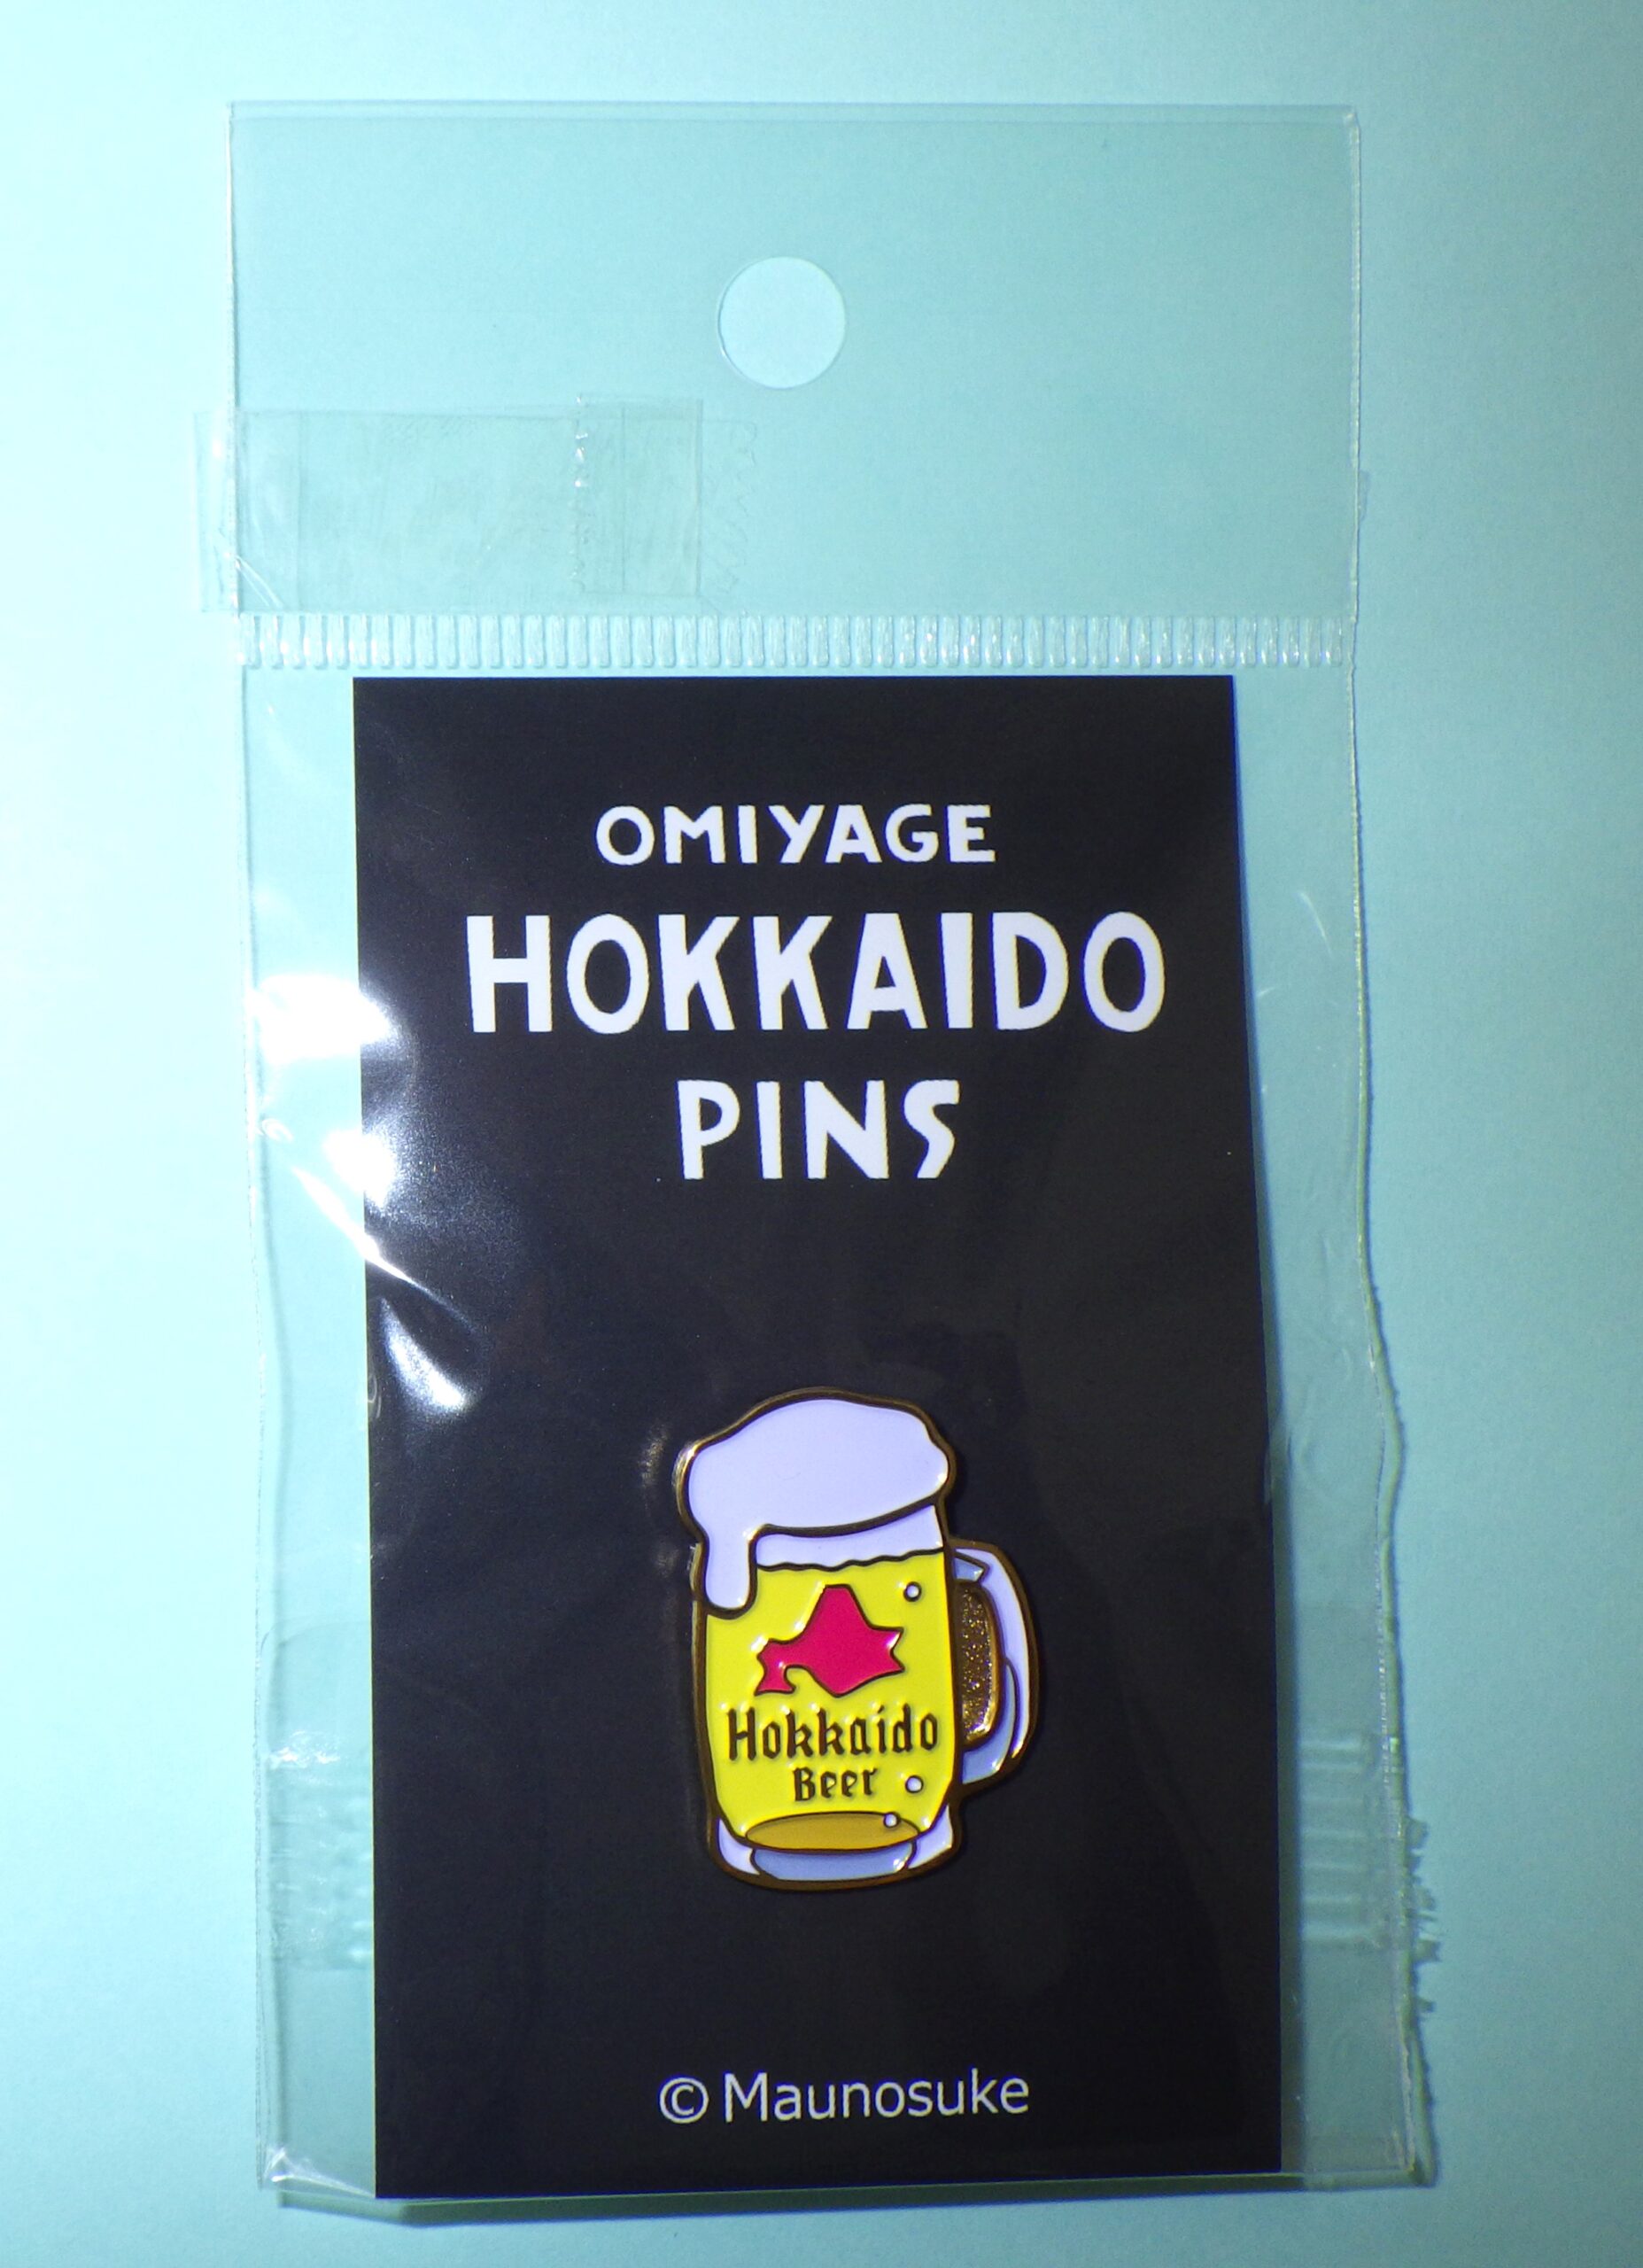 OMIYAGE
HOKKAIDO
PINS
Hokkaido
Beer
© Maunosuke